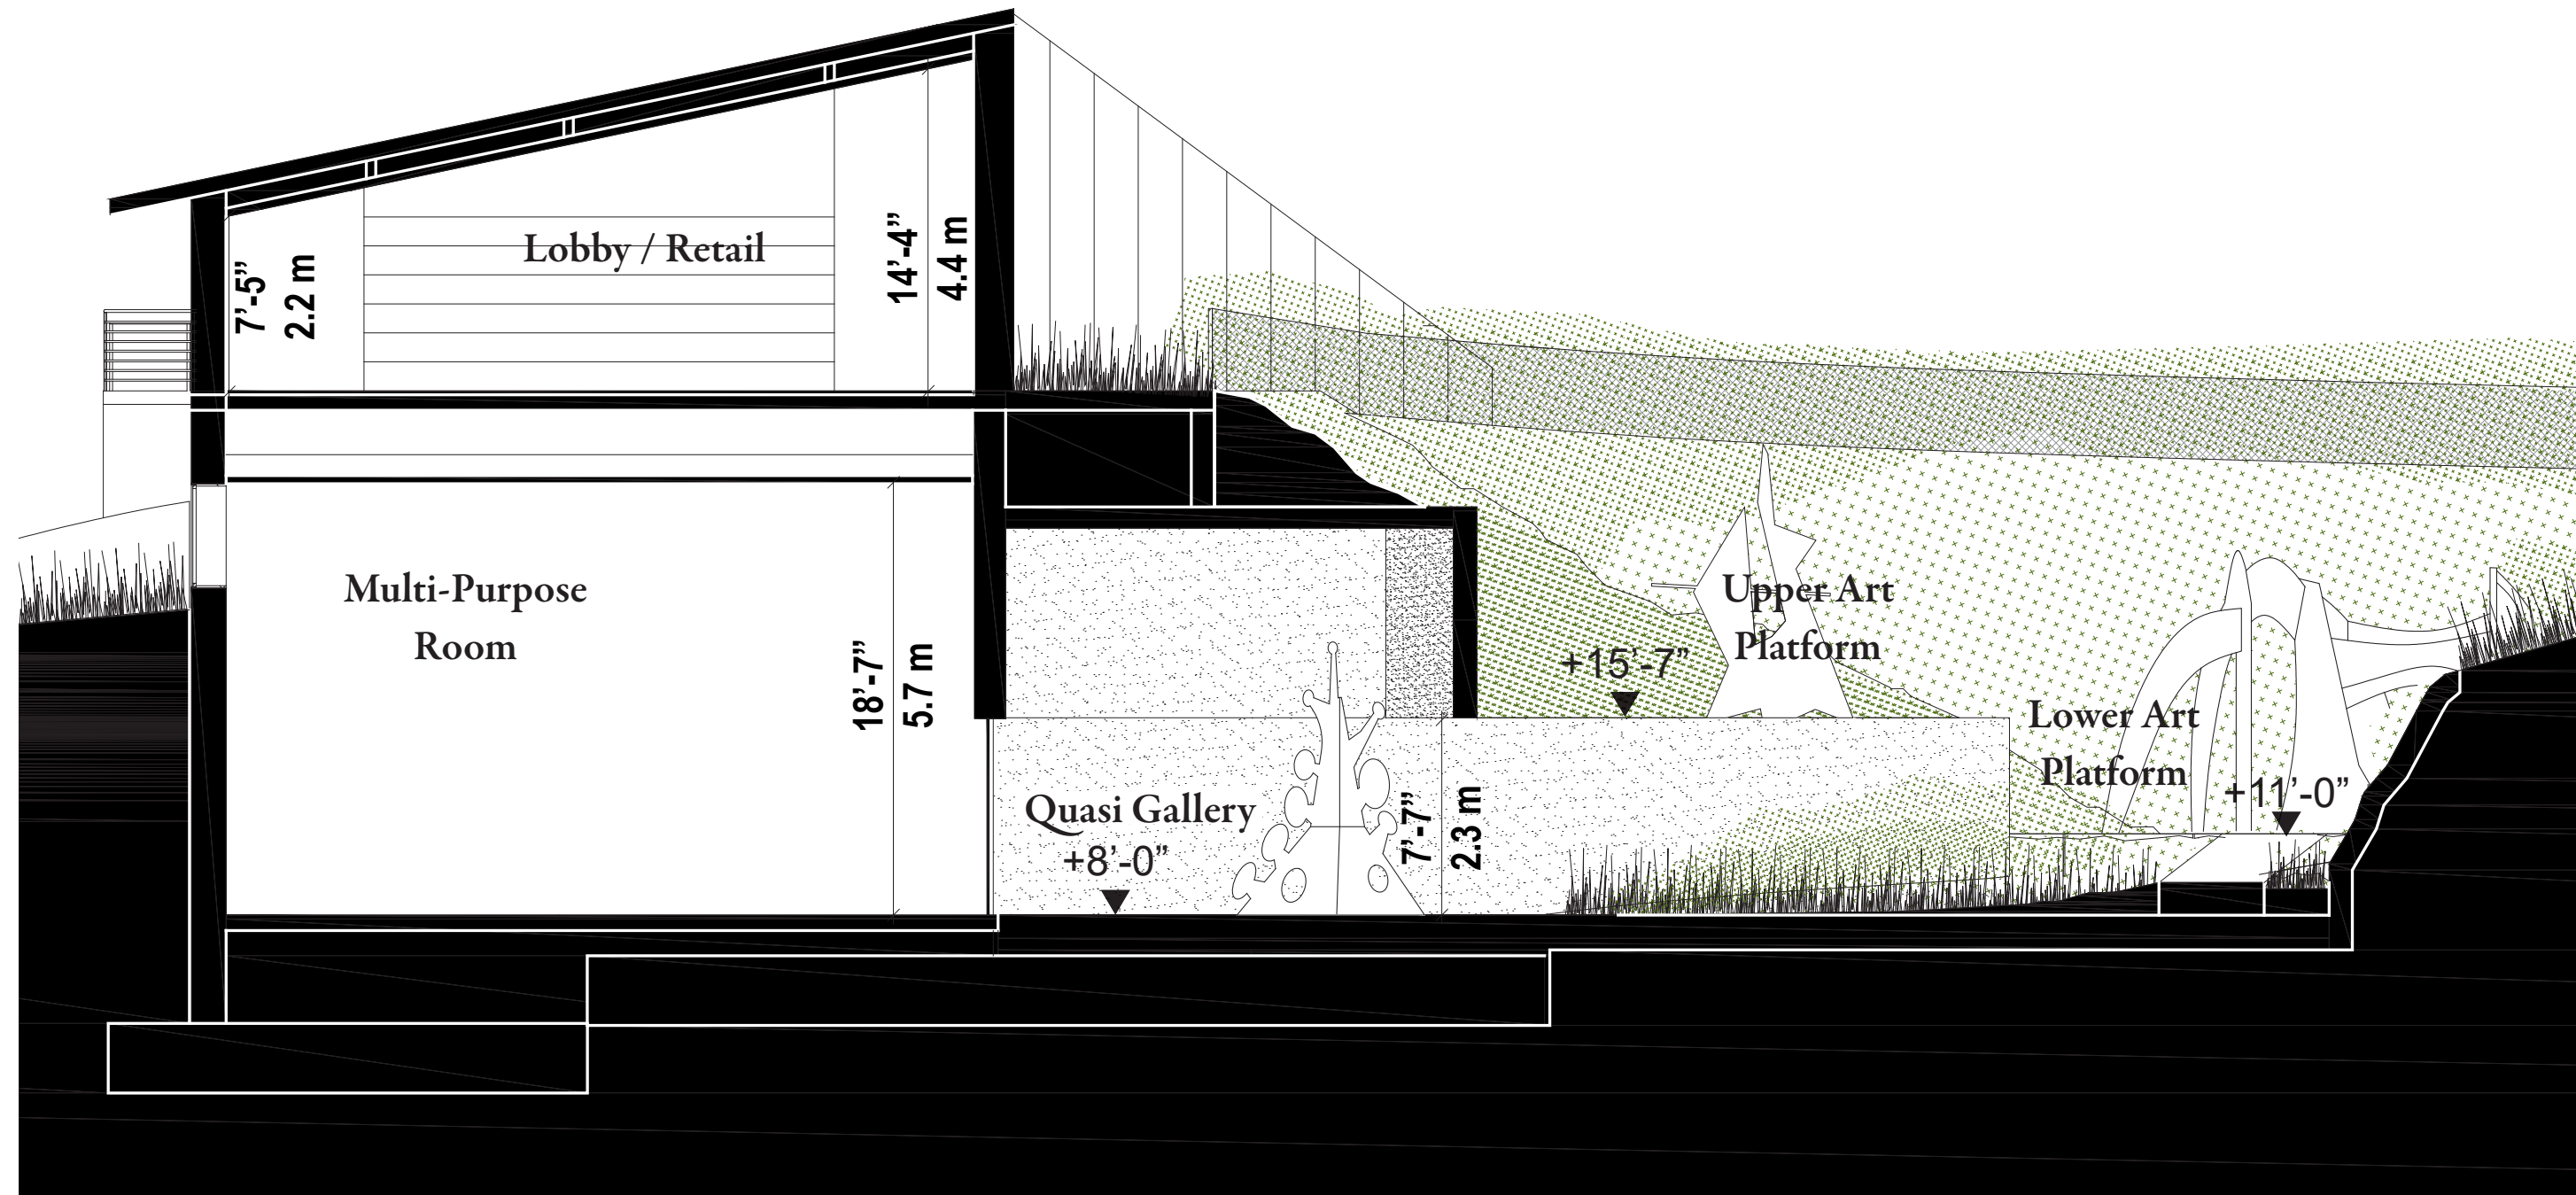 Lobby / Retail
7’-5”
2.2 m
14’-4”
4.4 m
Multi-Purpose
Room
18’-7”
5.7 m
Quasi Gallery
+8’-0”
7’-7”
2.3 m
Upper Art
Platform
+15’-7”
Lower Art
Platform
+11’-0”